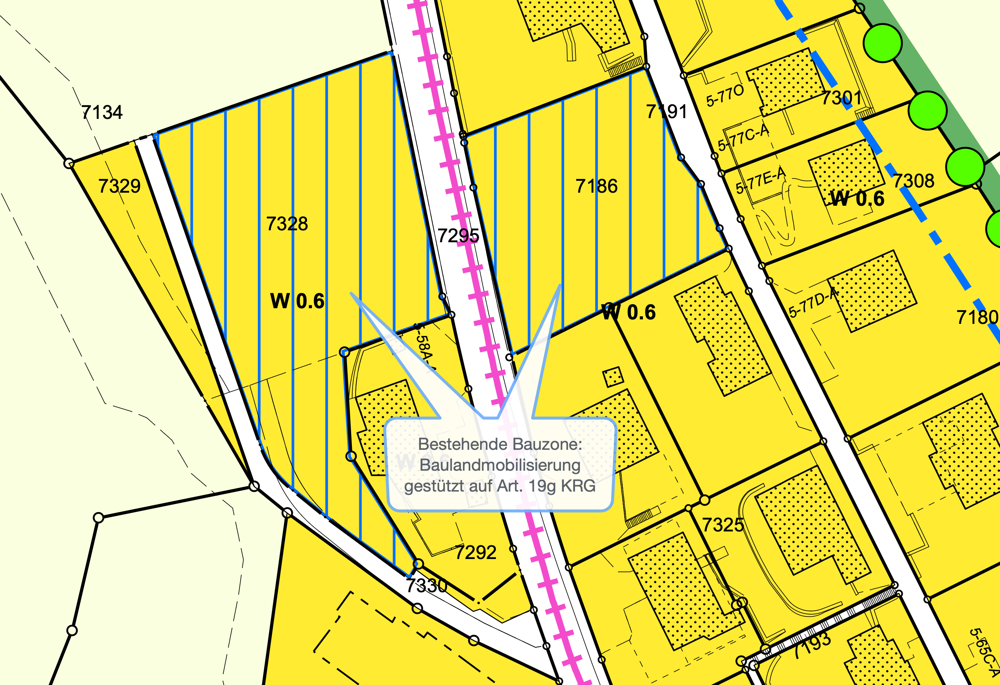 7134
7191
5-77O
7301
5-77C-A
7329
7186
5-77E-A
7308
W 0.6
7328
7295
W 0.6
W 0.6
5-77D-A
7180
5-58A-A
W 0.6
Bestehende Bauzone:
Baulandmobilisierung
gestützt auf Art. 19g KRG
7325
7292
7330
7193
5-65C-A